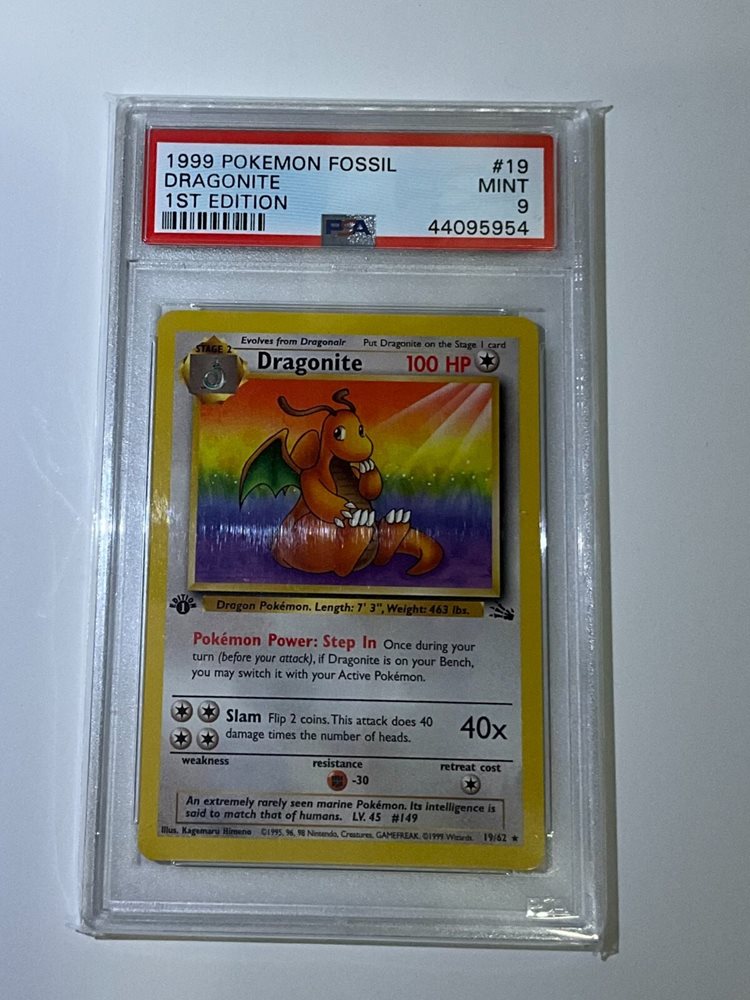 1999 POKEMON FOSSIL #19
DRAGONITE MINT
1ST EDITION 9
PSA 44095954
Evolves from Dragonair Put Dragonite on the Stage 1 card
STAGE 2 Dragonite 100 HP
EDITION 1
Dragon Pokémon. Length: 7' 3", Weight: 463 lbs.
Pokémon Power: Step In Once during your
turn (before your attack), if Dragonite is on your Bench,
you may switch it with your Active Pokémon.
Slam Flip 2 coins. This attack does 40
damage times the number of heads. 40x
weakness resistance retreat cost
-30
An extremely rarely seen marine Pokémon. Its intelligence is
said to match that of humans. LV. 45 #149
Illus. Kagemaru Himeno ©1995, 96, 98 Nintendo, Creatures, GAMEFREAK. ©1999 Wizards. 19/62 ★